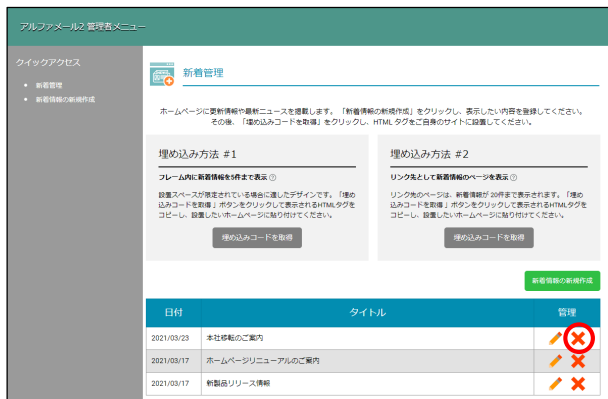 アルファメール2 管理者メニュー
クイックアクセス
新着管理
新着情報の新規作成
新着管理
ホームページに更新情報や最新ニュースを掲載します。「新着情報の新規作成」をクリックし、表示したい内容を登録してください。
その後、「埋め込みコードを取得」をクリックし、HTML タグをご自身のサイトに設置してください。
埋め込み方法 #1
フレーム内に新着情報を5件まで表示 ?
設置スペースが限定されている場合に適したデザインです。「埋め
込みコードを取得 」ボタンをクリックして表示されるHTMLタグを
コピーし、設置したいホームページに貼り付けてください。
埋め込みコードを取得
埋め込み方法 #2
リンク先として新着情報のページを表示 ?
リンク先のページは、新着情報が 20件まで表示されます。「埋め
込みコードを取得 」ボタンをクリックして表示されるHTMLタグを
コピーし、設置したいホームページに貼り付けてください。
埋め込みコードを取得
新着情報の新規作成
日付 タイトル 管理
2021/03/23 本社移転のご案内
2021/03/17 ホームページリニューアルのご案内
2021/03/17 新製品リリース情報